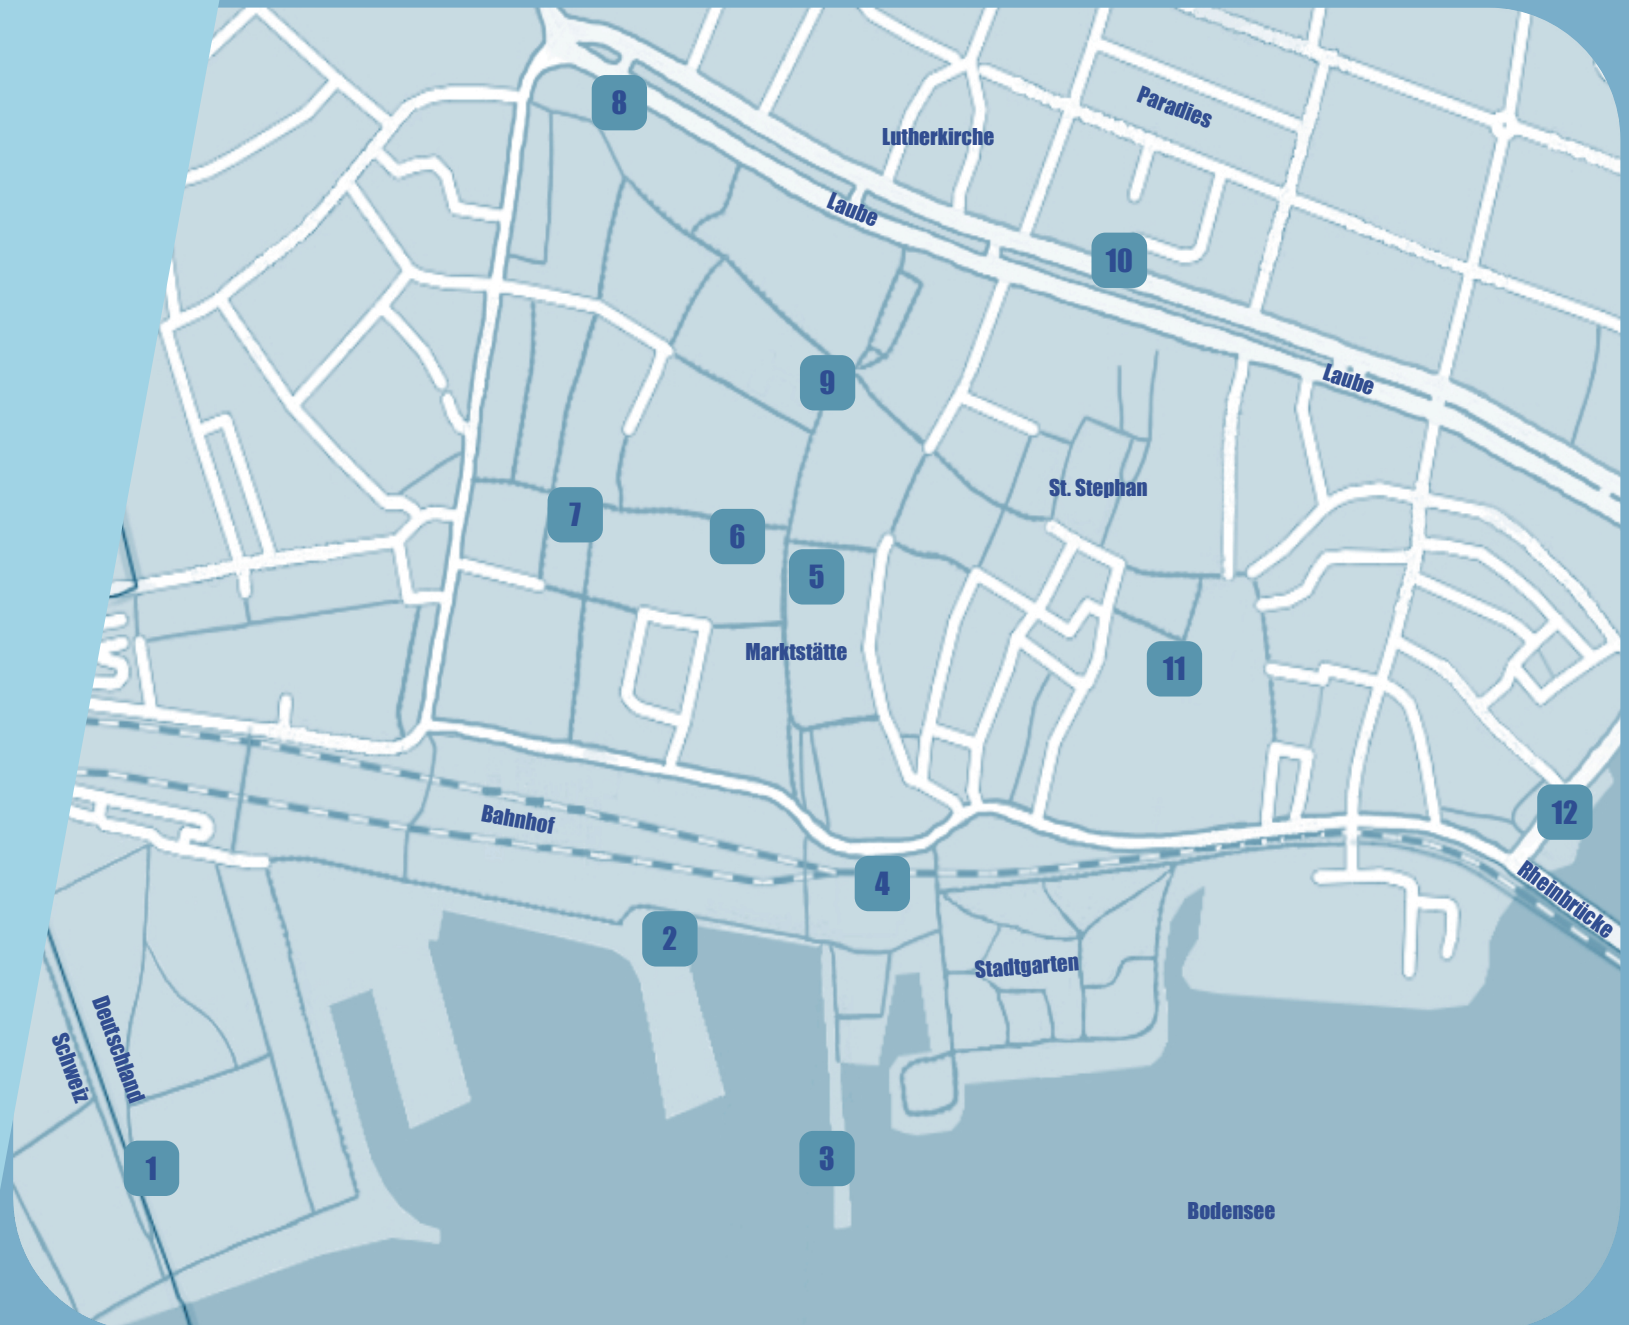 8
Paradies
Lutherkirche
Laube
10
9
Laube
St. Stephan
7
6
5
Marktstätte
11
Bahnhof
12
4
Rheinbrücke
2
Stadtgarten
Deutschland
Schweiz
3
1
Bodensee